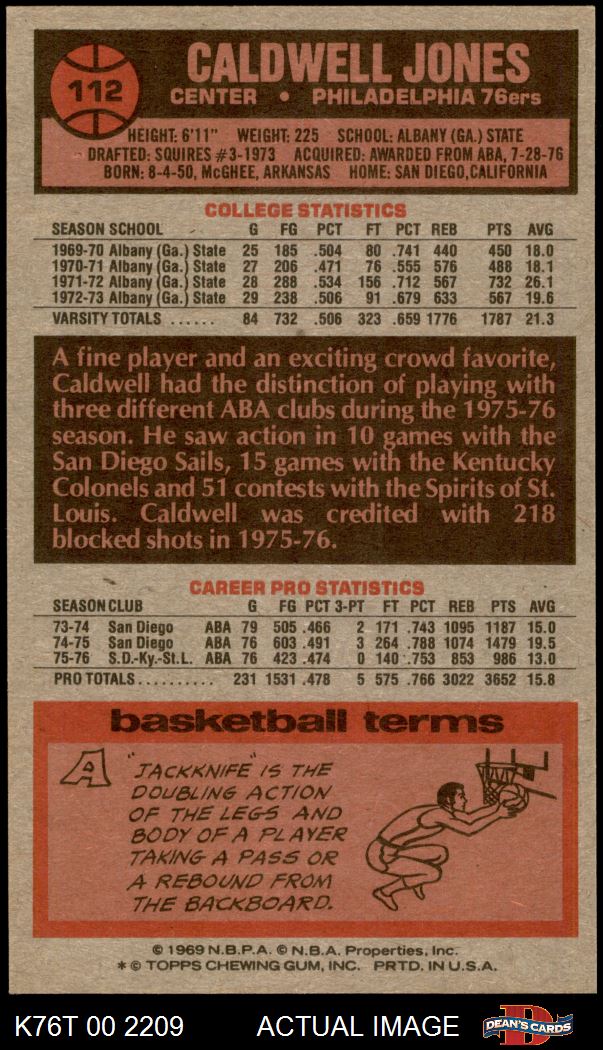 112
CALDWELL JONES
CENTER • PHILADELPHIA 76ers
HEIGHT: 6'11" WEIGHT: 225 SCHOOL: ALBANY (GA.) STATE
DRAFTED: SQUIRES #3-1973 ACQUIRED: AWARDED FROM ABA, 7-28-76
BORN: 8-4-50, McGHEE, ARKANSAS HOME: SAN DIEGO, CALIFORNIA
COLLEGE STATISTICS
SEASON SCHOOL G FG PCT FT PCT REB PTS AVG
1969-70 Albany (Ga.) State 25 185 .504 80 .741 440 450 18.0
1970-71 Albany (Ga.) State 27 206 .471 76 .555 576 488 18.1
1971-72 Albany (Ga.) State 28 288 .534 156 .712 567 732 26.1
1972-73 Albany (Ga.) State 29 238 .506 91 .679 633 567 19.6
VARSITY TOTALS ...... 84 732 .506 323 .659 1776 1787 21.3
A fine player and an exciting crowd favorite,
Caldwell had the distinction of playing with
three different ABA clubs during the 1975-76
season. He saw action in 10 games with the
San Diego Sails, 15 games with the Kentucky
Colonels and 51 contests with the Spirits of St.
Louis. Caldwell was credited with 218
blocked shots in 1975-76.
CAREER PRO STATISTICS
SEASON CLUB G FG PCT 3-PT FT PCT REB PTS AVG
73-74 San Diego ABA 79 505 .466 2 171 .743 1095 1187 15.0
74-75 San Diego ABA 76 603 .491 3 264 .788 1074 1479 19.5
75-76 S.D.-Ky.-St.L. ABA 76 423 .474 0 140 .753 853 986 13.0
PRO TOTALS.......... 231 1531 .478 5 575 .766 3022 3652 15.8
basketball terms
A "JACKKNIFE" IS THE
DOUBLING ACTION
OF THE LEGS AND
BODY OF A PLAYER
TAKING A PASS OR
A REBOUND FROM
THE BACKBOARD.
© 1969 N.B.P.A. © N.B.A. Properties, Inc.
* © TOPPS CHEWING GUM, INC. PRTD. IN U.S.A.
K76T 00 2209 ACTUAL IMAGE DEAN'S CARDS